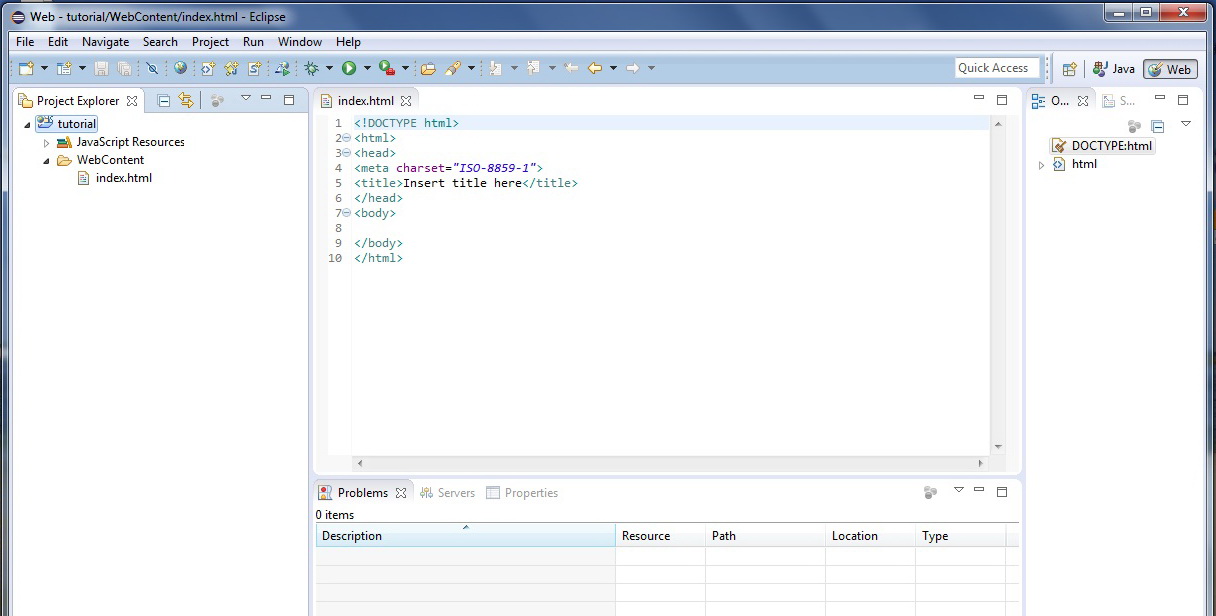 Web - tutorial/WebContent/index.html - Eclipse
File Edit Navigate Search Project Run Window Help
Quick Access
Java
Web
Project Explorer
tutorial
JavaScript Resources
WebContent
index.html
index.html
1 <!DOCTYPE html>
2 <html>
3 <head>
4 <meta charset="ISO-8859-1">
5 <title>Insert title here</title>
6 </head>
7 <body>
8
9 </body>
10 </html>
O...
S...
DOCTYPE:html
html
Problems Servers Properties
0 items
Description Resource Path Location Type